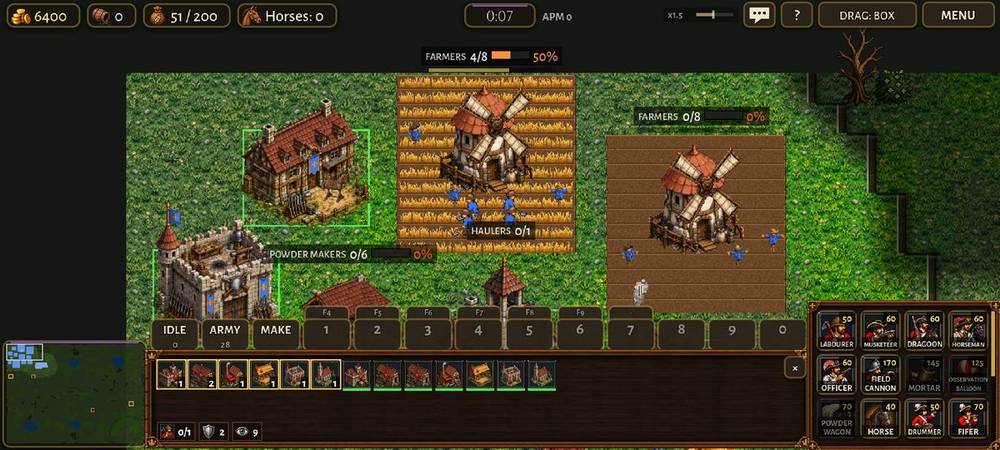 6400
0
51 / 200
Horses: 0
0:07
APM 0
x1.5
?
DRAG: BOX
MENU
FARMERS 4/8 50%
FARMERS 0/8 0%
HAULERS 0/1
POWDER MAKERS 0/6 0%
F4 F5 F6 F7 F8 F9
IDLE 0
ARMY 28
MAKE
1 2 3 4 5 6 7 8 9 0
1 2 1 1 1 1
×
0/1 2 9
50 LABOURER
60 MUSKETEER
60 DRAGOON
60 HORSEMAN
60 OFFICER
170 FIELD CANNON
145 MORTAR
125 OBSERVATION BALLOON
70 POWDER WAGON
40 HORSE
50 DRUMMER
70 FIFER